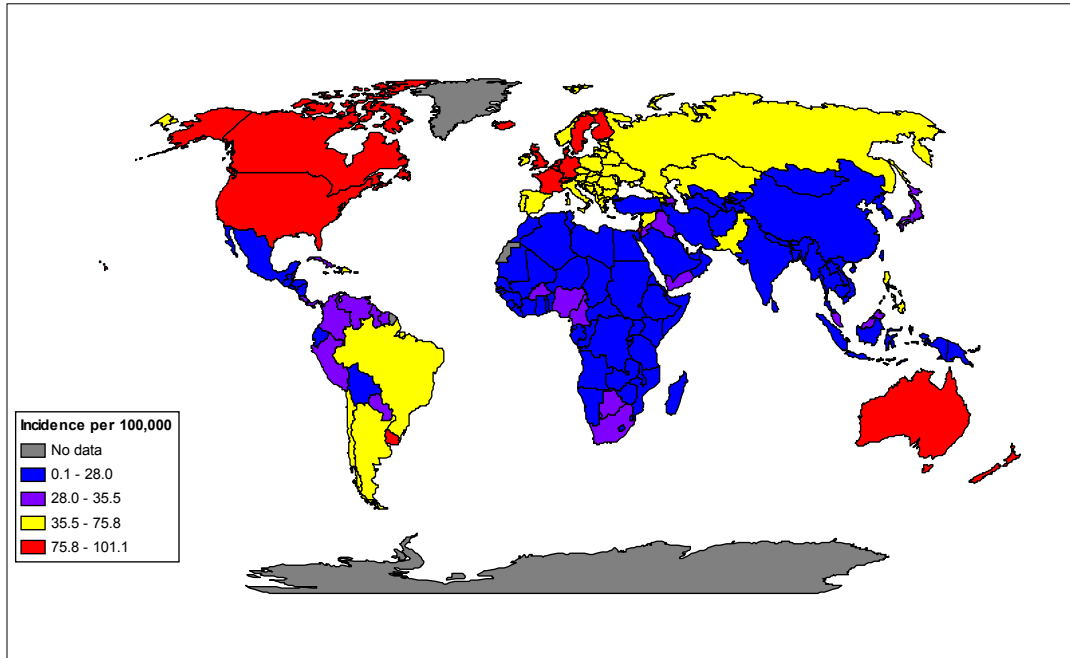 Incidence per 100,000
No data
0.1 - 28.0
28.0 - 35.5
35.5 - 75.8
75.8 - 101.1